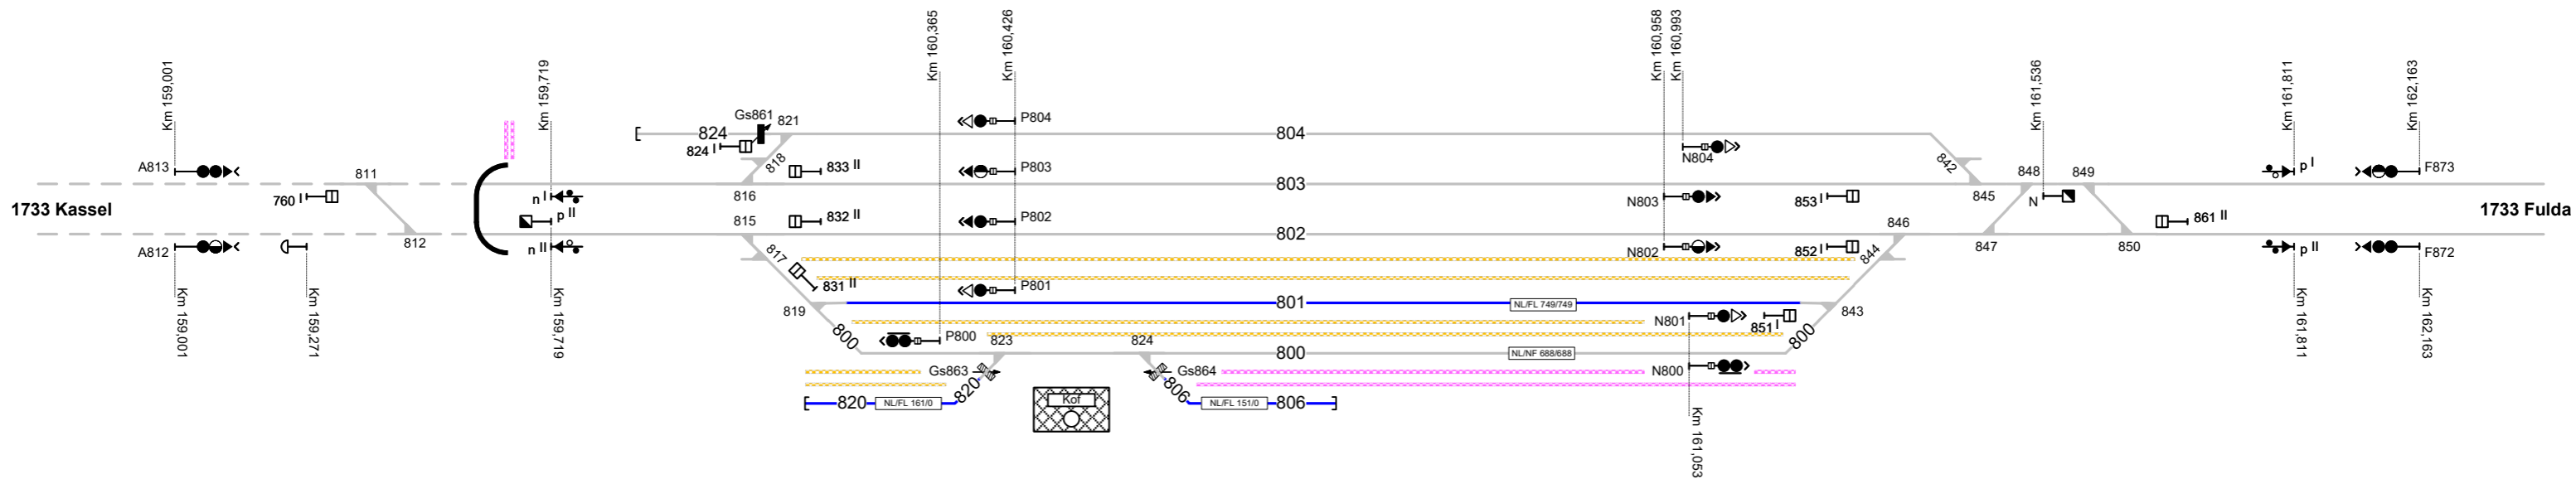 Km 159,001
Km 159,719
Km 160,365
Km 160,426
Km 160,958
Km 160,993
Km 161,536
Km 161,811
Km 162,163
Gs861
821
P804
824
804
824 I
818
N804
842
A813
811
833 II
P803
848
849
p I
F873
816
803
845
760 I
n I
N803
853 I
N
1733 Kassel
1733 Fulda
p II
815
832 II
P802
846
861 II
802
A812
812
n II
817
N802
852 I
844
847
850
p II
F872
831 II
P801
801
NL/FL 749/749
819
N801
851 I
843
800
P800
823
824
800
NL/NF 688/688
800
Gs863
Gs864
N800
820
NL/FL 161/0
820
Kof
806
NL/FL 151/0
806
Km 159,001
Km 159,271
Km 159,719
Km 161,053
Km 161,811
Km 162,163